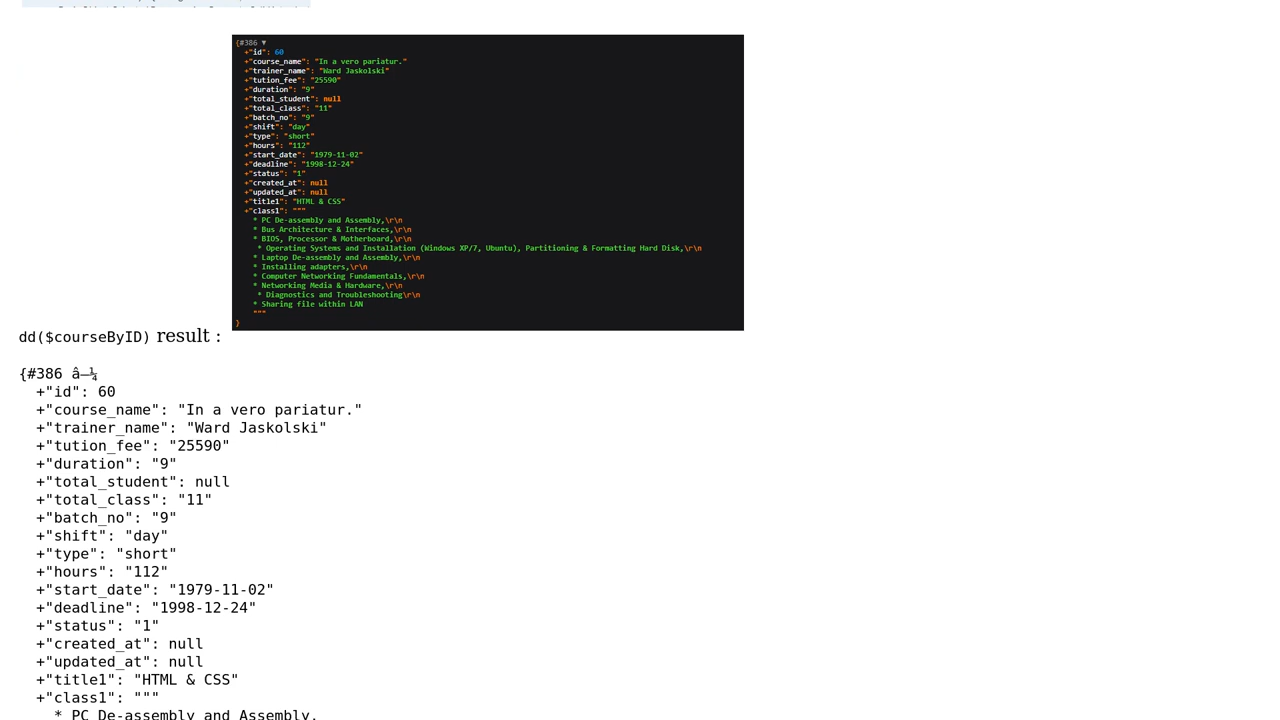 {#386 ▼
+"id": 60
+"course_name": "In a vero pariatur."
+"trainer_name": "Ward Jaskolski"
+"tution_fee": "25590"
+"duration": "9"
+"total_student": null
+"total_class": "11"
+"batch_no": "9"
+"shift": "day"
+"type": "short"
+"hours": "112"
+"start_date": "1979-11-02"
+"deadline": "1998-12-24"
+"status": "1"
+"created_at": null
+"updated_at": null
+"title1": "HTML & CSS"
+"class1": """
* PC De-assembly and Assembly,\r\n
* Bus Architecture & Interfaces,\r\n
* BIOS, Processor & Motherboard,\r\n
* Operating Systems and Installation (Windows XP/7, Ubuntu), Partitioning & Formatting Hard Disk,\r\n
* Laptop De-assembly and Assembly,\r\n
* Installing adapters,\r\n
* Computer Networking Fundamentals,\r\n
* Networking Media & Hardware,\r\n
* Diagnostics and Troubleshooting\r\n
* Sharing file within LAN
"""
}
dd($courseByID) result :
{#386 â–¼
+"id": 60
+"course_name": "In a vero pariatur."
+"trainer_name": "Ward Jaskolski"
+"tution_fee": "25590"
+"duration": "9"
+"total_student": null
+"total_class": "11"
+"batch_no": "9"
+"shift": "day"
+"type": "short"
+"hours": "112"
+"start_date": "1979-11-02"
+"deadline": "1998-12-24"
+"status": "1"
+"created_at": null
+"updated_at": null
+"title1": "HTML & CSS"
+"class1": """
* PC De-assembly and Assembly,